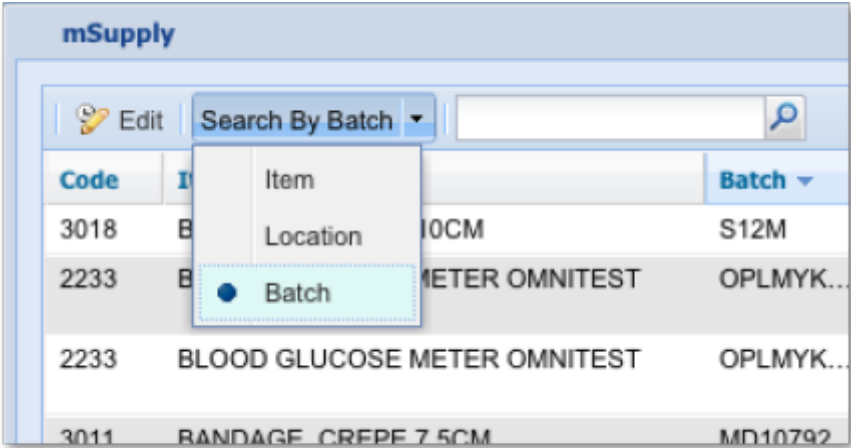 mSupply
Edit Search By Batch
Code Batch
Item
3018 10CM S12M
Location
2233 METER OMNITEST OPLMYK...
Batch
2233 BLOOD GLUCOSE METER OMNITEST OPLMYK...
3011 BANDAGE CREPE 7.5CM MD10792